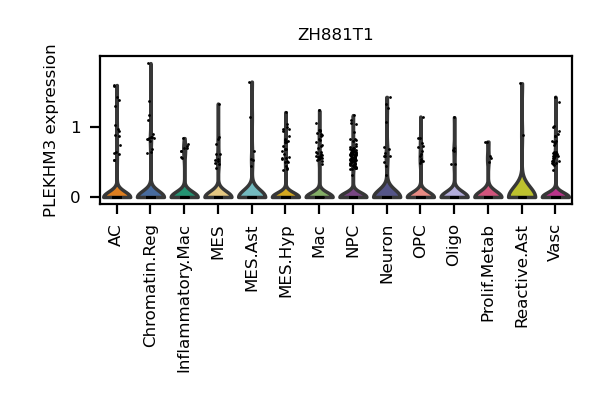 ZH881T1
PLEKHM3 expression
1
0
AC
Chromatin.Reg
Inflammatory.Mac
MES
MES.Ast
MES.Hyp
Mac
NPC
Neuron
OPC
Oligo
Prolif.Metab
Reactive.Ast
Vasc